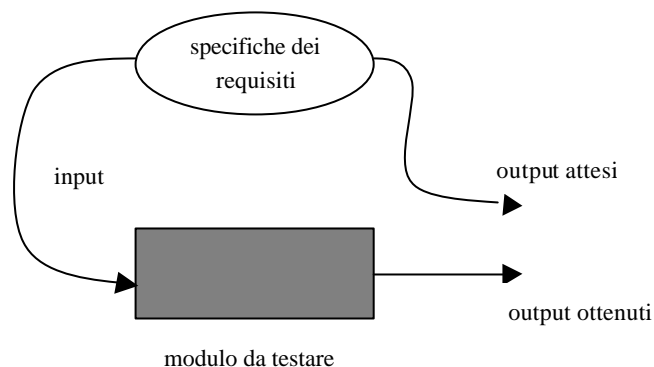 specifiche dei
requisiti
input
output attesi
output ottenuti
modulo da testare